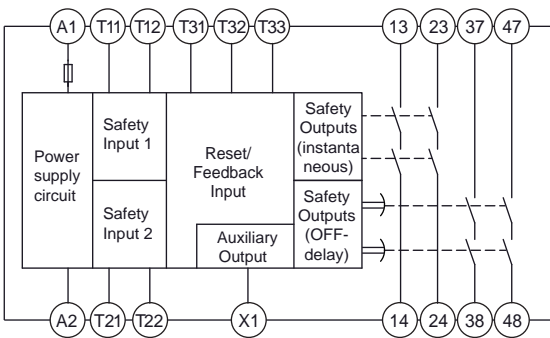 A1 T11 T12 T31 T32 T33 13 23 37 47
Power
supply
circuit
Safety
Input 1
Safety
Input 2
Reset/
Feedback
Input
Auxiliary
Output
Safety
Outputs
(instanta
neous)
Safety
Outputs
(OFF-
delay)
A2 T21 T22 X1 14 24 38 48